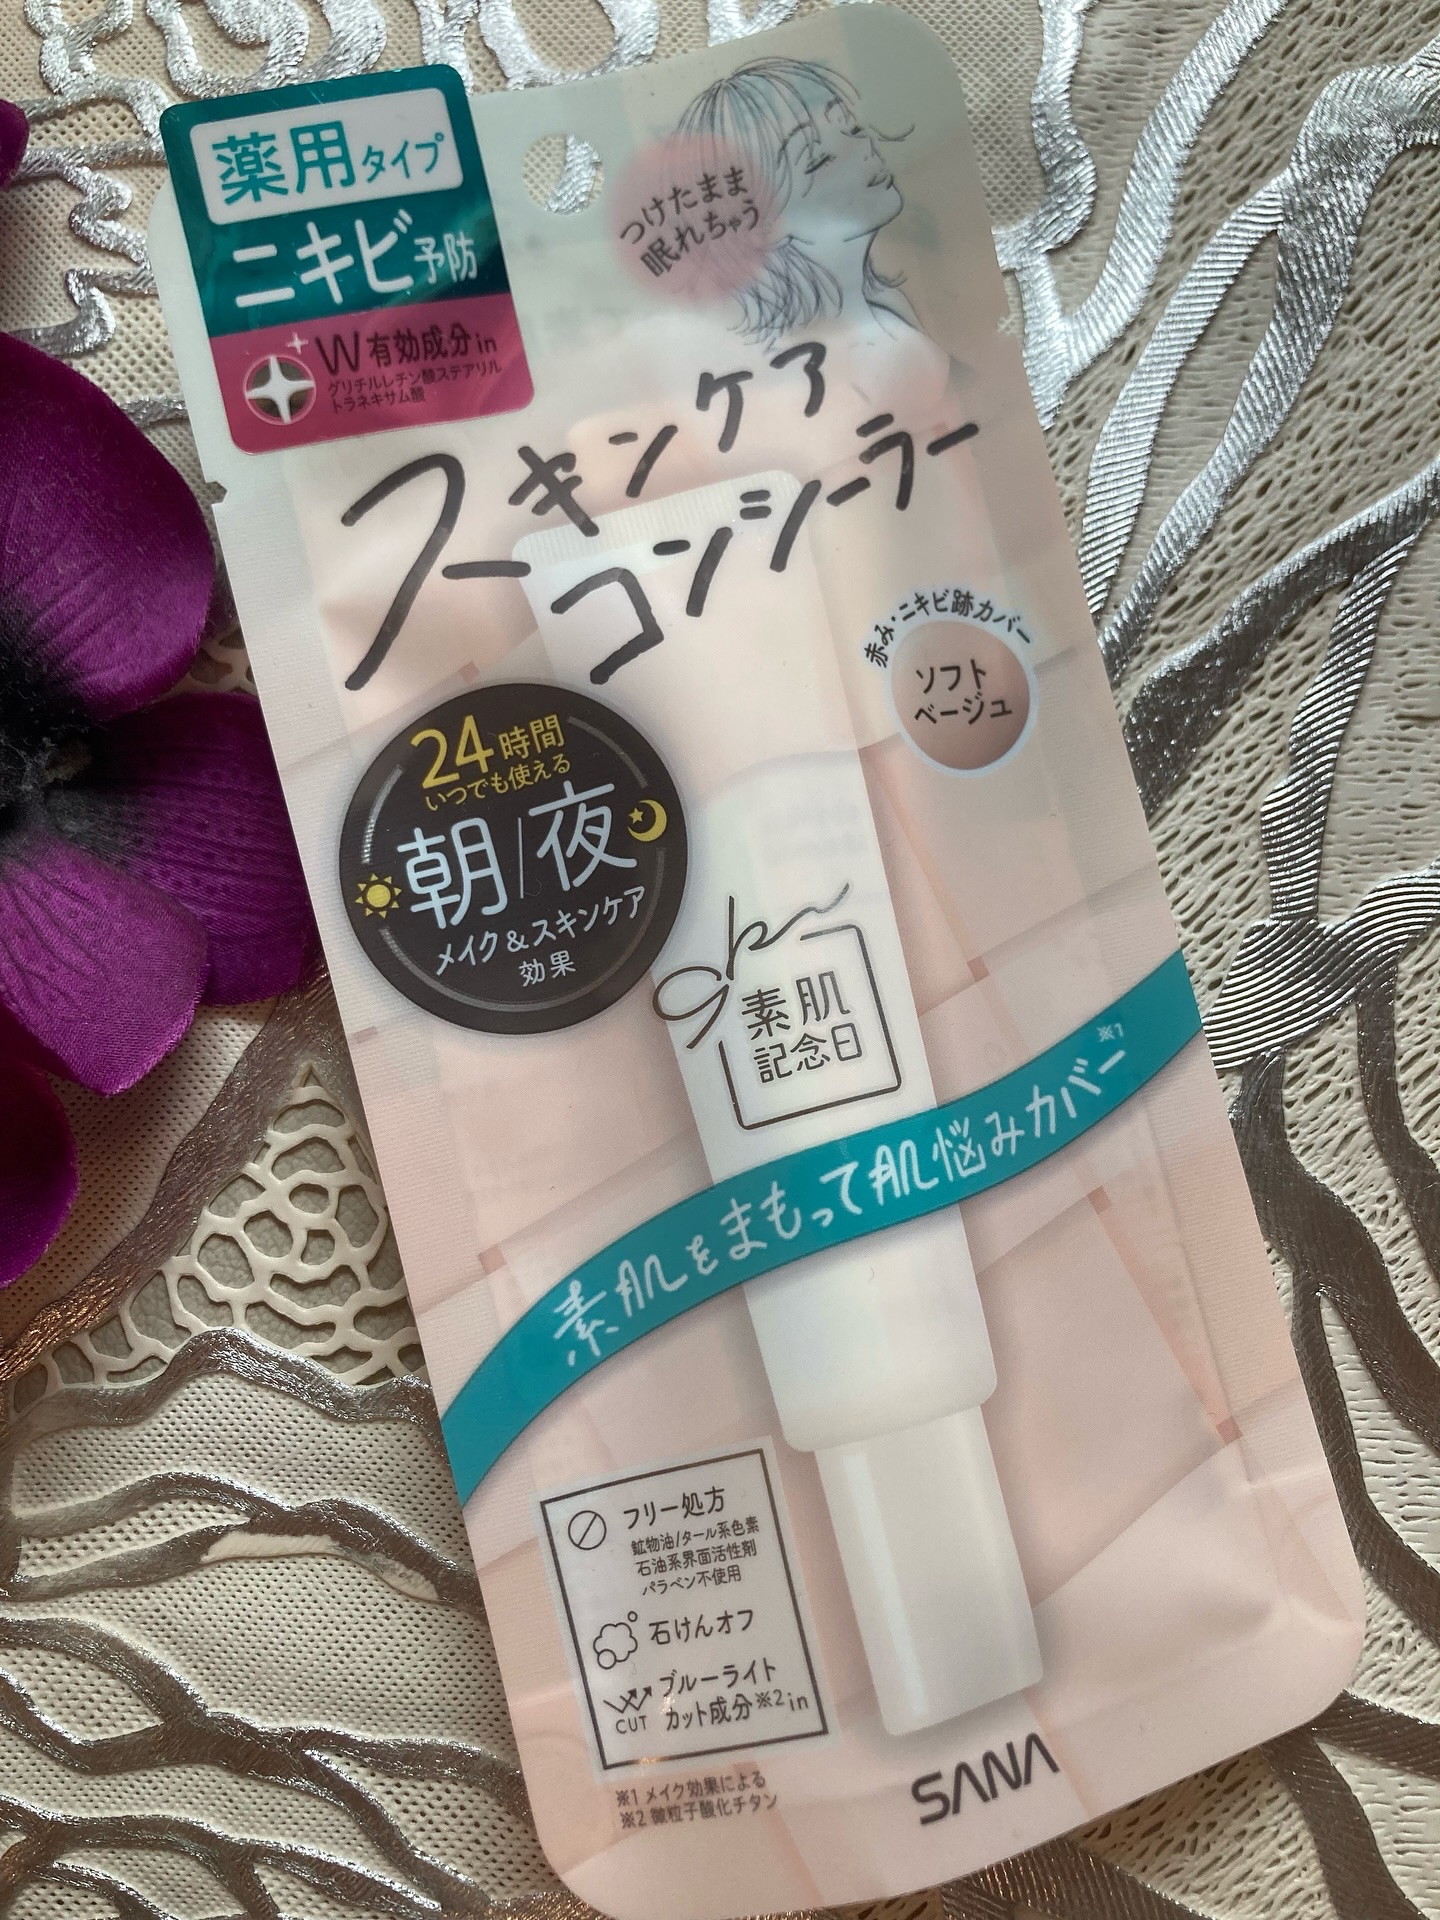 薬用タイプ
ニキビ予防
W有効成分in
グリチルレチン酸ステアリル
トラネキサム酸
つけたまま
眠れちゃう
スキンケア
コンシーラー
赤み・ニキビ跡カバー
ソフト
ベージュ
24時間
いつでも使える
朝/夜
メイク&スキンケア
効果
素肌
記念日
素肌をまもって肌悩みカバー※1
フリー処方
鉱物油/タール系色素
石油系界面活性剤
パラベン不使用
石けんオフ
ブルーライト
カット成分※2in
CUT
※1 メイク効果による
※2 微粒子酸化チタン
SANA